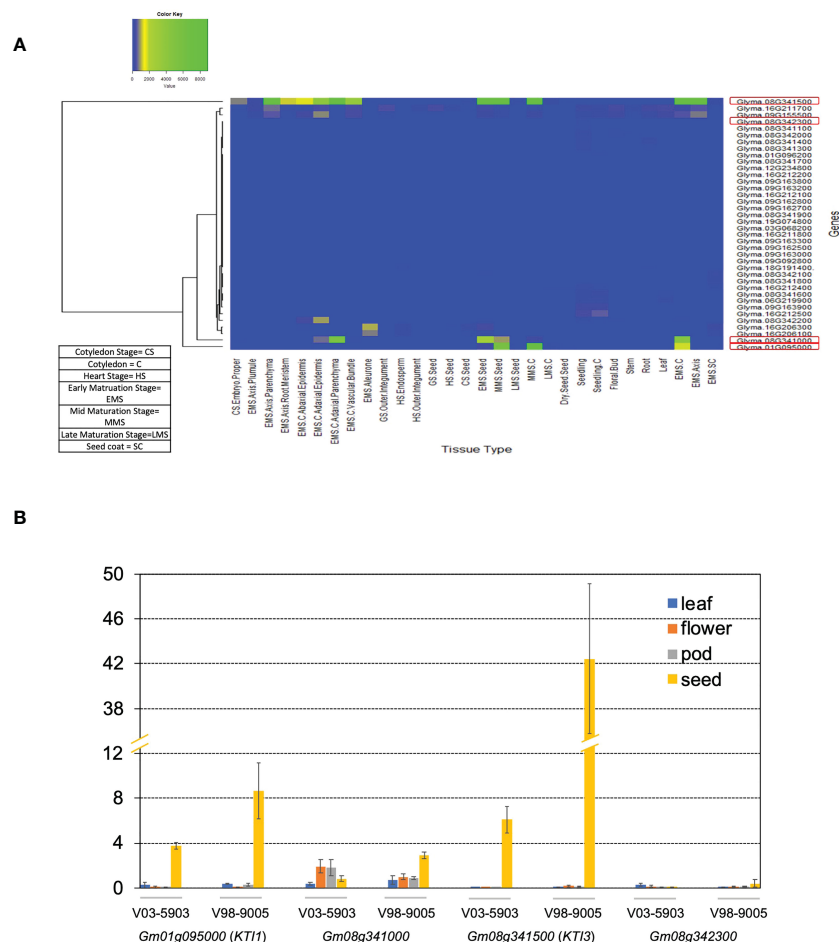 A
Color Key
0 2000 4000 6000 8000
Value
Glyma.08G341500
Glyma.16G211700
Glyma.09G155500
Glyma.08G342300
Glyma.08G341100
Glyma.08G342000
Glyma.08G341400
Glyma.08G341300
Glyma.01G096200
Glyma.08G341700
Glyma.12G234800
Glyma.16G212200
Glyma.09G163800
Glyma.09G163200
Glyma.16G212100
Glyma.09G162800
Glyma.09G162700
Glyma.08G341900
Glyma.19G074800
Glyma.03G068200
Glyma.16G211800
Glyma.09G163300
Glyma.09G162500
Glyma.09G163000
Glyma.09G092800
Glyma.18G191400.
Glyma.08G342100
Glyma.08G341800
Glyma.16G212400
Glyma.08G341600
Glyma.06G219900
Glyma.09G163900
Glyma.16G212500
Glyma.08G342200
Glyma.16G206300
Glyma.16G206100
Glyma.08G341000
Glyma.01G095000
Genes
Cotyledon Stage= CS
Cotyledon = C
Heart Stage= HS
Early Matruation Stage=
EMS
Mid Maturation Stage=
MMS
Late Maturation Stage=LMS
Seed coat = SC
CS.Embryo.Proper
EMS.Axis.Plumule
EMS.Axis.Parenchyma
EMS.Axis.Root.Meristem
EMS.C.Abaxial.Epidermis
EMS.C.Adaxial.Epidermis
EMS.C.Adaxial.Parenchyma
EMS.C.Vascular.Bundle
EMS.Aleurone
GS.Outer.Integument
HS.Endosperm
HS.Outer.Integument
GS.Seed
HS.Seed
CS.Seed
EMS.Seed
MMS.Seed
LMS.Seed
MMS.C
LMS.C
Dry.Seed.Seed
Seedling
Seedling.C
Floral.Bud
Stem
Root
Leaf
EMS.C
EMS.Axis
EMS.SC
Tissue Type
B
50
46
42
38
12
8
4
0
leaf
flower
pod
seed
V03-5903 V98-9005 V03-5903 V98-9005 V03-5903 V98-9005 V03-5903 V98-9005
Gm01g095000 (KTI1) Gm08g341000 Gm08g341500 (KTI3) Gm08g342300